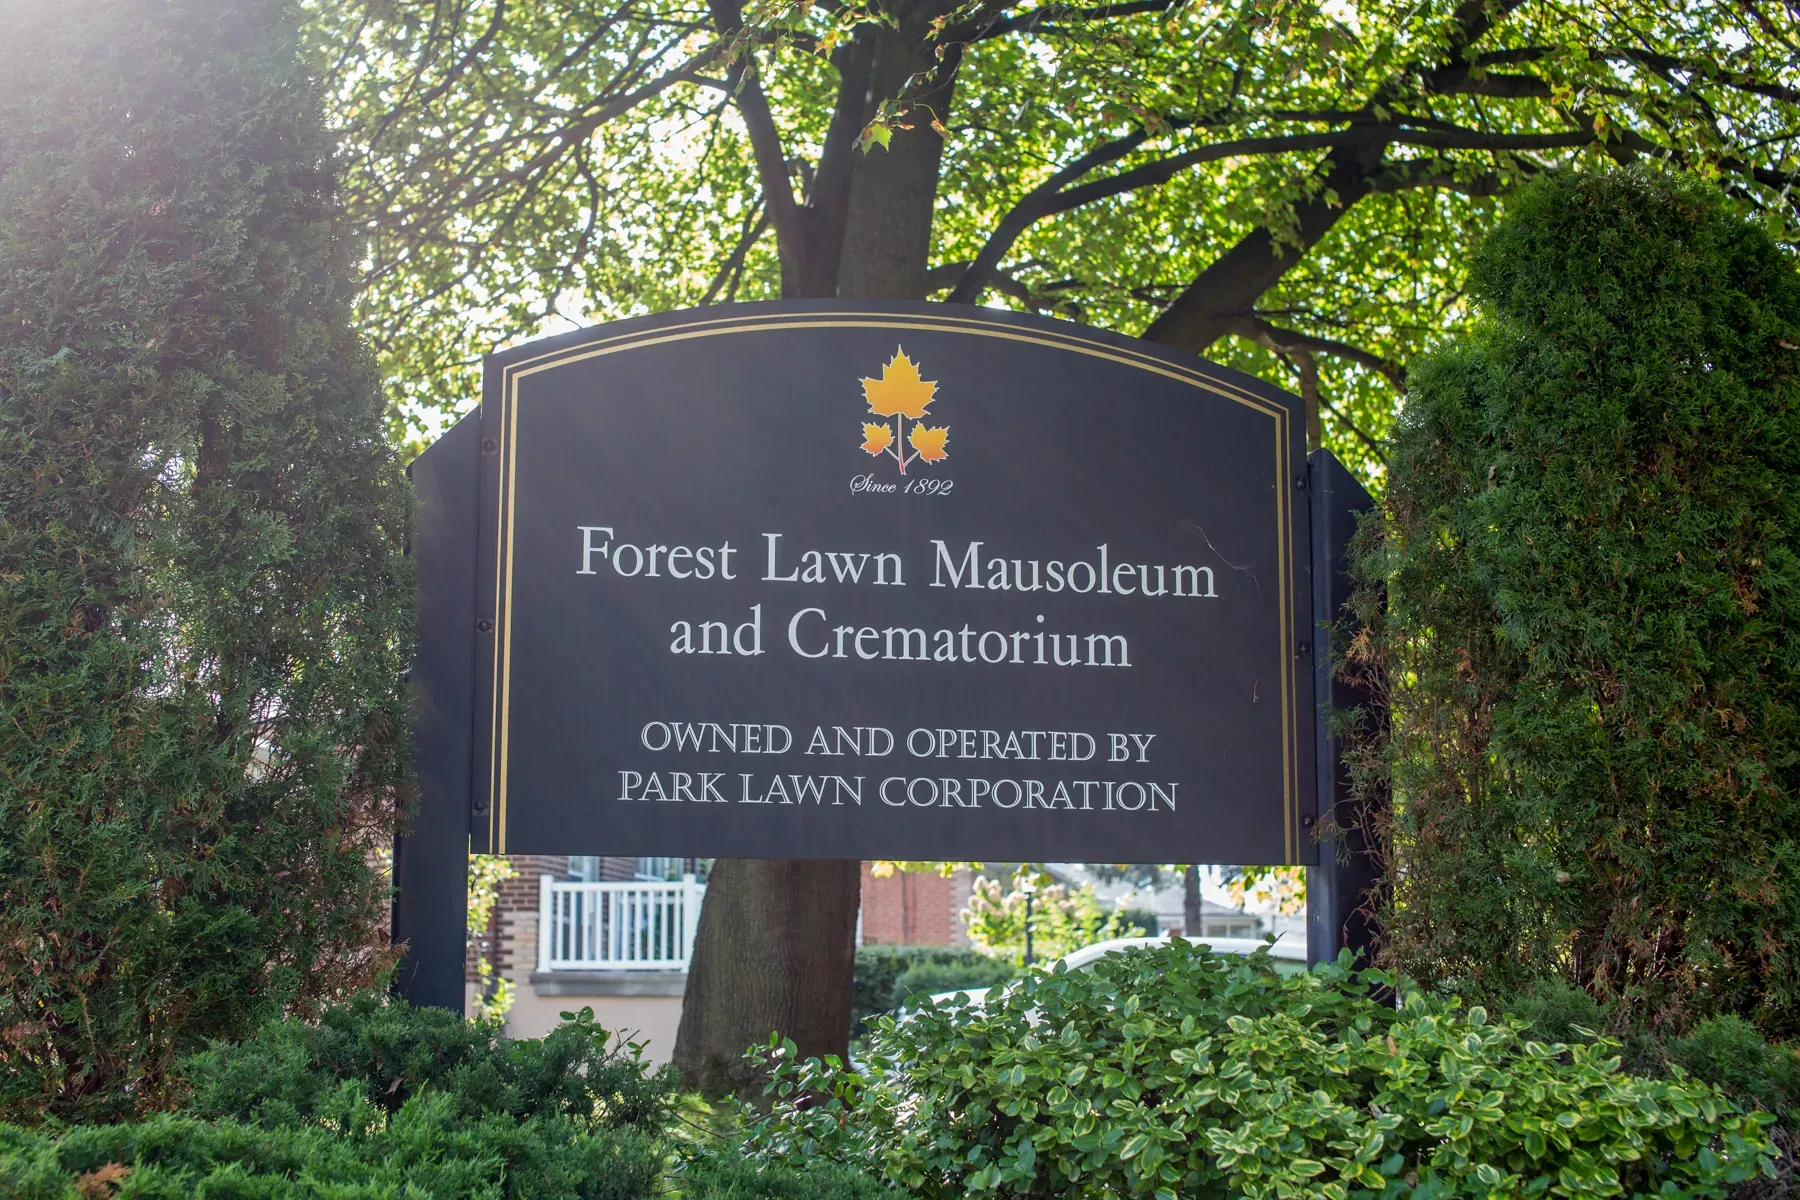 Since 1892
Forest Lawn Mausoleum
and Crematorium
OWNED AND OPERATED BY
PARK LAWN CORPORATION